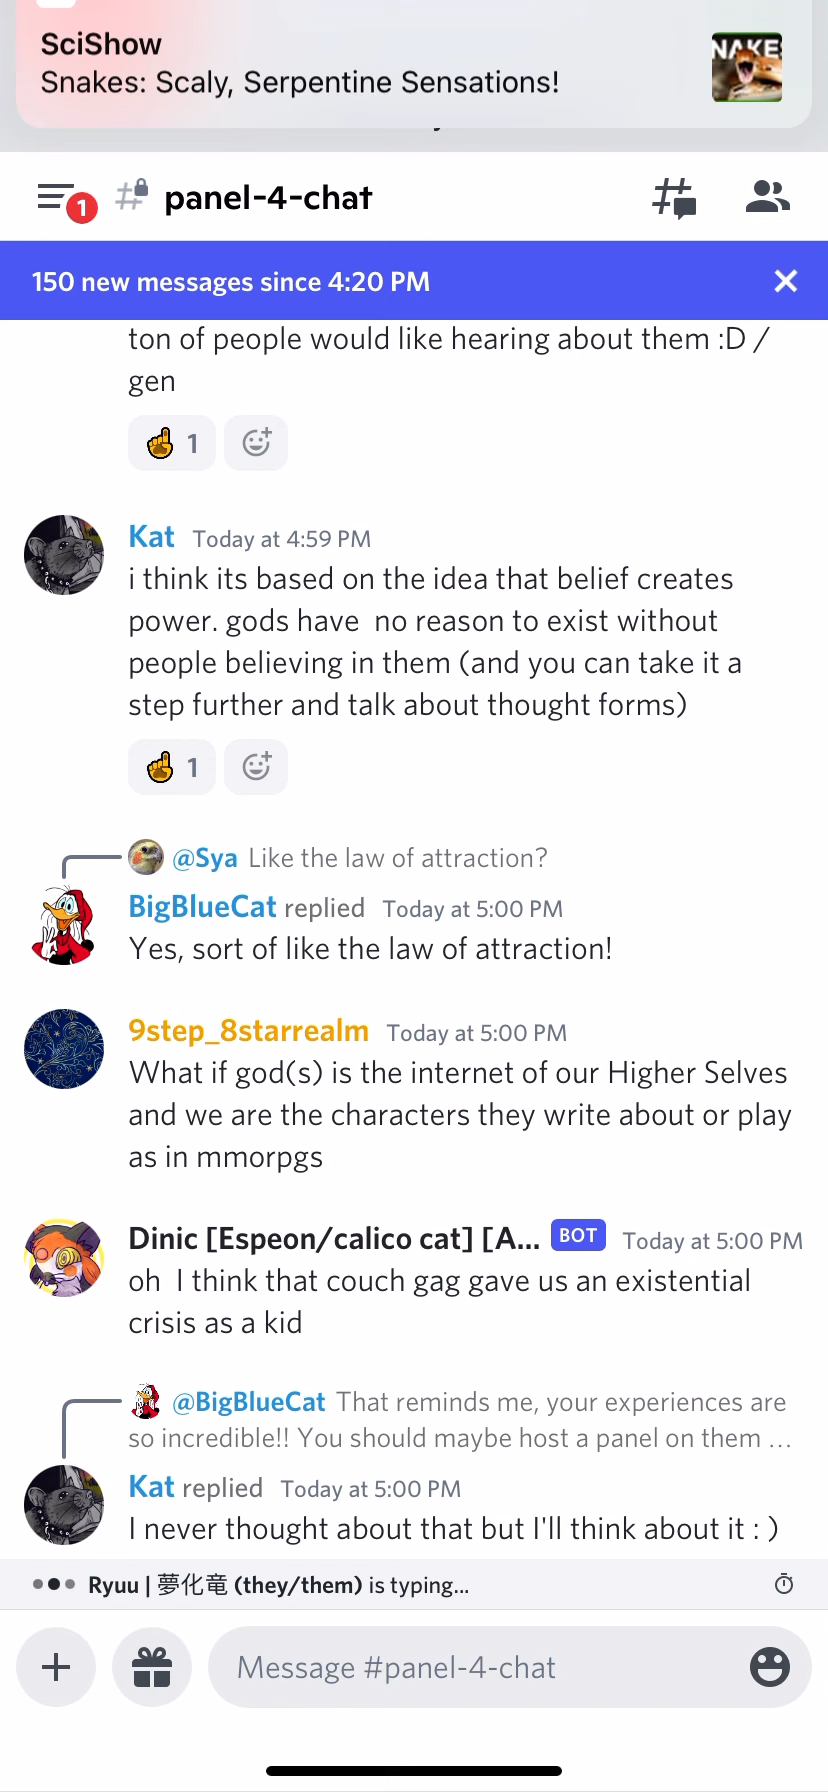 SciShow
Snakes: Scaly, Serpentine Sensations!
NAKE
1
panel-4-chat
150 new messages since 4:20 PM
ton of people would like hearing about them :D /
gen
1
Kat Today at 4:59 PM
i think its based on the idea that belief creates
power. gods have  no reason to exist without
people believing in them (and you can take it a
step further and talk about thought forms)
1
@Sya Like the law of attraction?
BigBlueCat replied Today at 5:00 PM
Yes, sort of like the law of attraction!
9step_8starrealm Today at 5:00 PM
What if god(s) is the internet of our Higher Selves
and we are the characters they write about or play
as in mmorpgs
Dinic [Espeon/calico cat] [A... BOT Today at 5:00 PM
oh  I think that couch gag gave us an existential
crisis as a kid
@BigBlueCat That reminds me, your experiences are
so incredible!! You should maybe host a panel on them ...
Kat replied Today at 5:00 PM
I never thought about that but I'll think about it : )
Ryuu | 夢化竜 (they/them) is typing...
Message #panel-4-chat